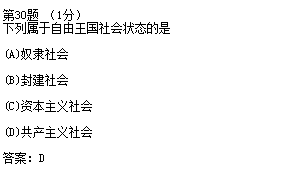 第30题 （1分）
下列属于自由王国社会状态的是
(A)奴隶社会
(B)封建社会
(C)资本主义社会
(D)共产主义社会
答案：D